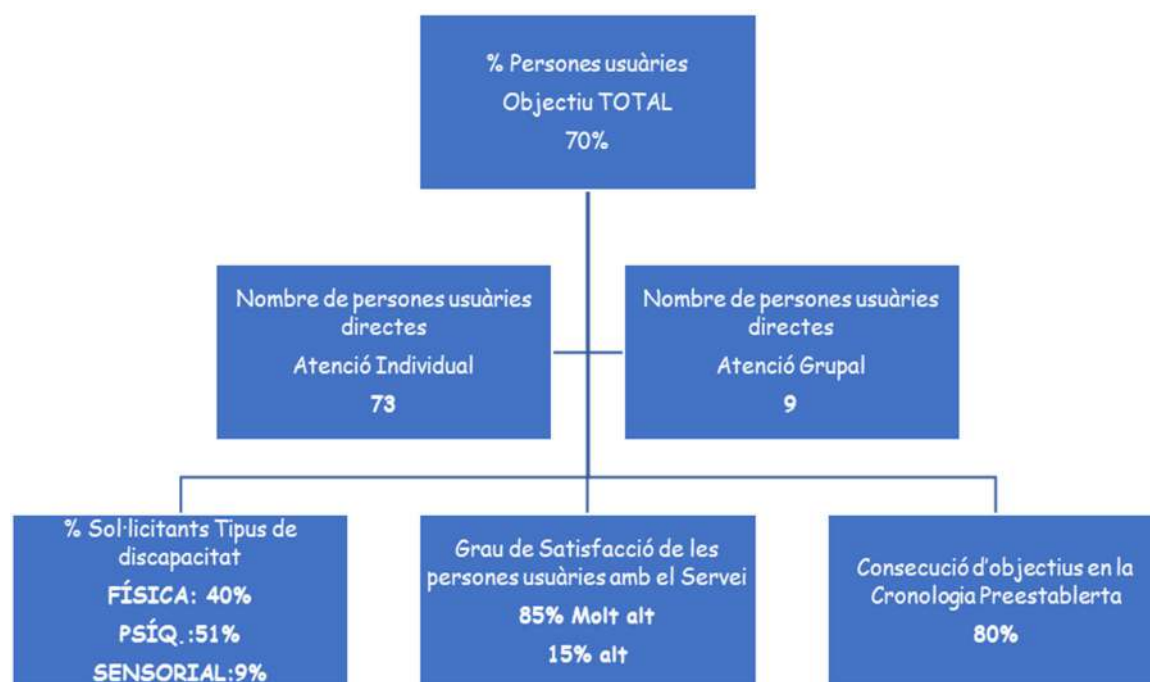 % Persones usuàries
Objectiu TOTAL
70%
Nombre de persones usuàries
directes
Atenció Individual
73
Nombre de persones usuàries
directes
Atenció Grupal
9
% Sol·licitants Tipus de
discapacitat
FÍSICA: 40%
PSÍQ.:51%
SENSORIAL:9%
Grau de Satisfacció de les
persones usuàries amb el Servei
85% Molt alt
15% alt
Consecució d'objectius en la
Cronologia Preestablerta
80%